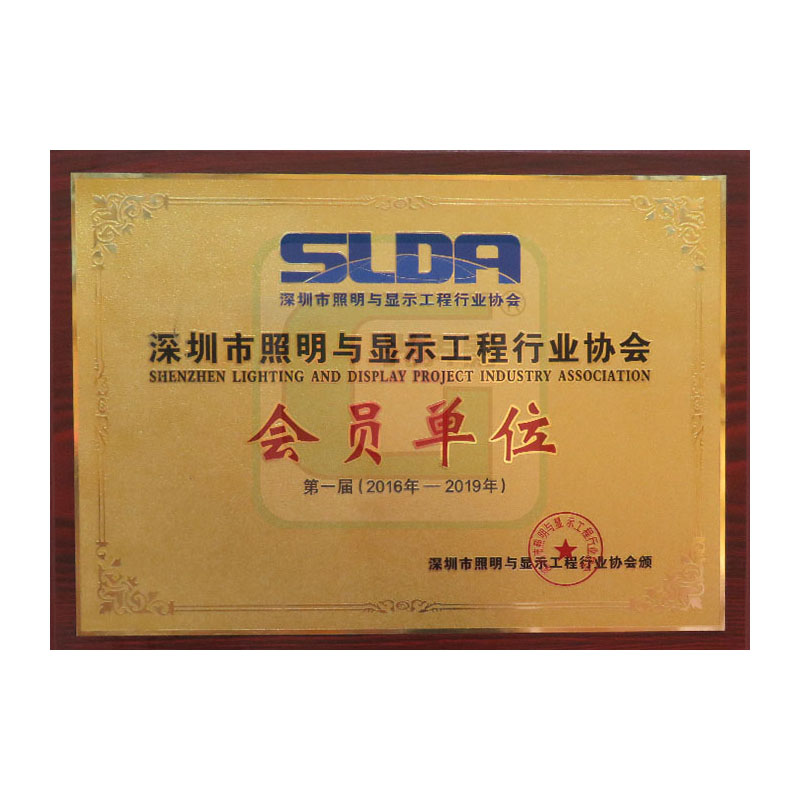 SLDA
深圳市照明与显示工程行业协会
深圳市照明与显示工程行业协会
SHENZHEN LIGHTING AND DISPLAY PROJECT INDUSTRY ASSOCIATION
会员单位
第一届(2016年—2019年)
深圳市照明与显示工程行业协会颁